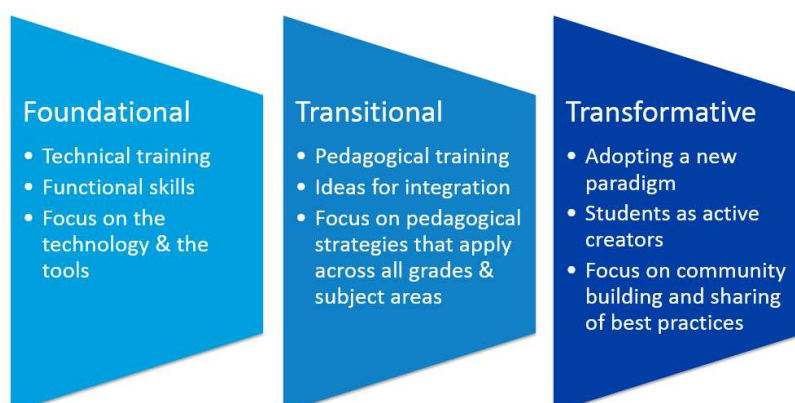 Foundational
• Technical training
• Functional skills
• Focus on the
technology & the
tools
Transitional
• Pedagogical training
• Ideas for integration
• Focus on pedagogical
strategies that apply
across all grades &
subject areas
Transformative
• Adopting a new
paradigm
• Students as active
creators
• Focus on community
building and sharing
of best practices